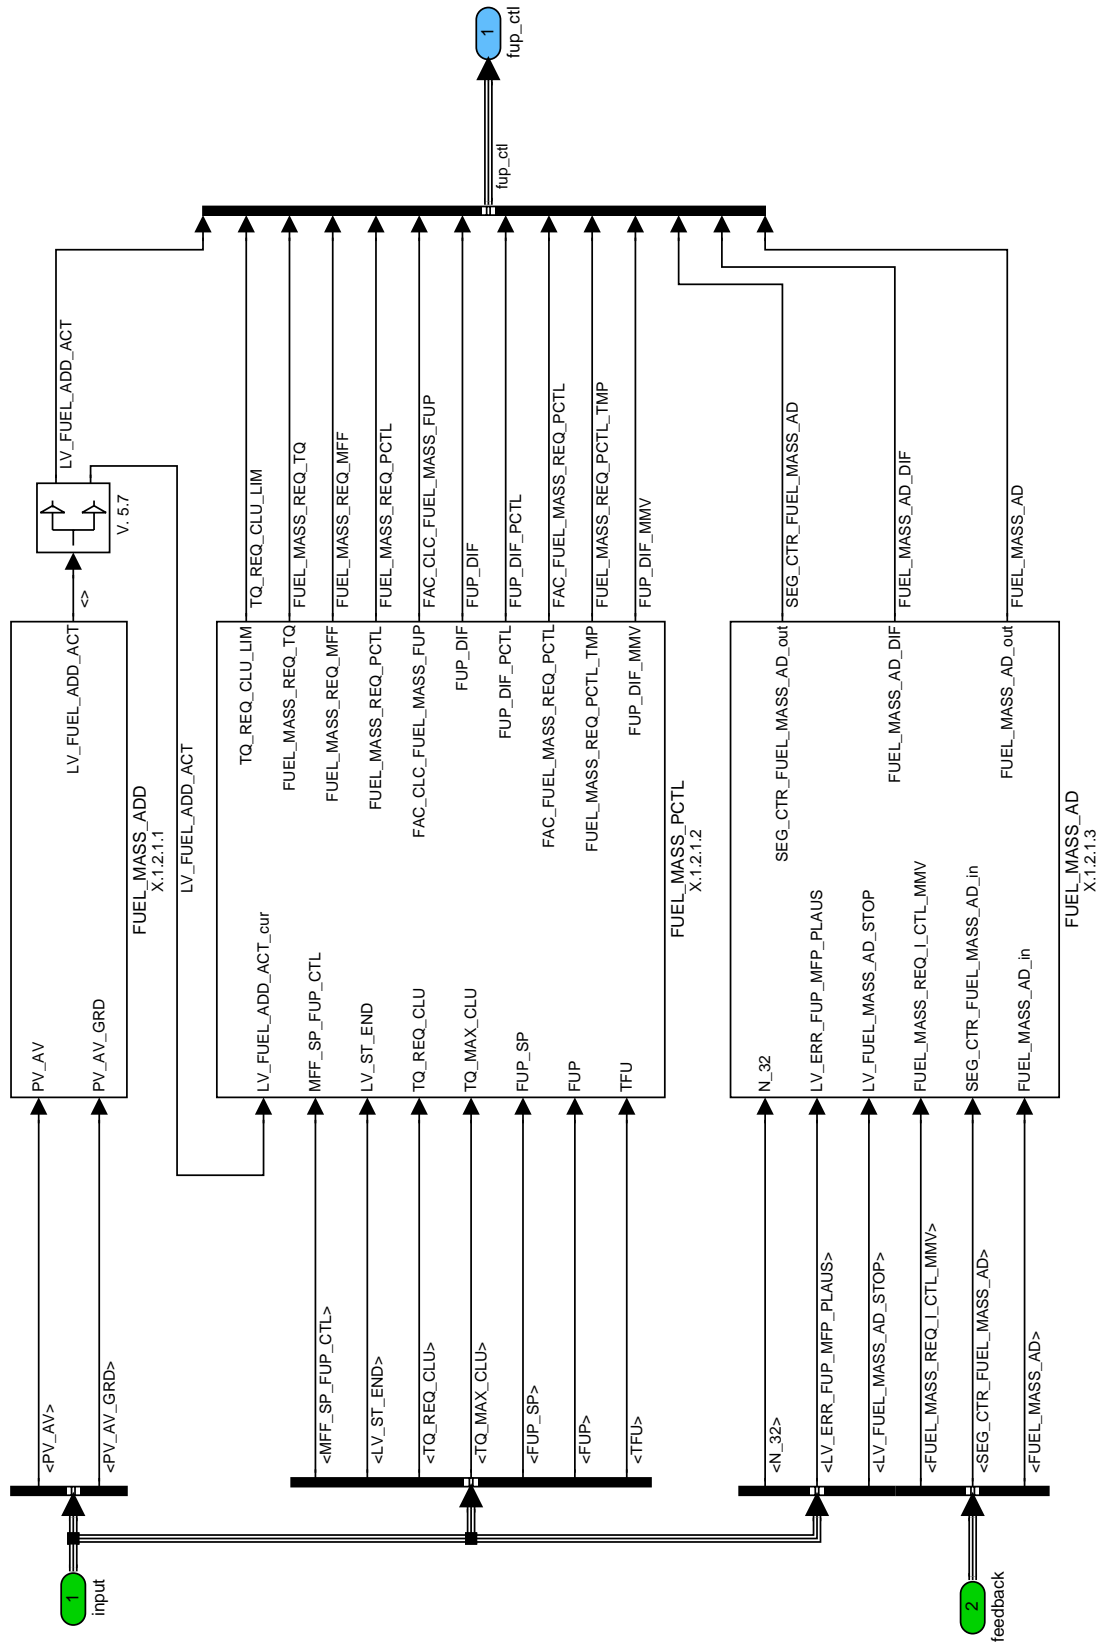 1
input
2
feedback
<PV_AV>
<PV_AV_GRD>
PV_AV
PV_AV_GRD
LV_FUEL_ADD_ACT
FUEL_MASS_ADD
X.1.2.1.1
<>
V. 5.7
LV_FUEL_ADD_ACT
LV_FUEL_ADD_ACT
<MFF_SP_FUP_CTL>
<LV_ST_END>
<TQ_REQ_CLU>
<TQ_MAX_CLU>
<FUP_SP>
<FUP>
<TFU>
LV_FUEL_ADD_ACT_cur
MFF_SP_FUP_CTL
LV_ST_END
TQ_REQ_CLU
TQ_MAX_CLU
FUP_SP
FUP
TFU
TQ_REQ_CLU_LIM
FUEL_MASS_REQ_TQ
FUEL_MASS_REQ_MFF
FUEL_MASS_REQ_PCTL
FAC_CLC_FUEL_MASS_FUP
FUP_DIF
FUP_DIF_PCTL
FAC_FUEL_MASS_REQ_PCTL
FUEL_MASS_REQ_PCTL_TMP
FUP_DIF_MMV
FUEL_MASS_PCTL
X.1.2.1.2
TQ_REQ_CLU_LIM
FUEL_MASS_REQ_TQ
FUEL_MASS_REQ_MFF
FUEL_MASS_REQ_PCTL
FAC_CLC_FUEL_MASS_FUP
FUP_DIF
FUP_DIF_PCTL
FAC_FUEL_MASS_REQ_PCTL
FUEL_MASS_REQ_PCTL_TMP
FUP_DIF_MMV
<N_32>
<LV_ERR_FUP_MFP_PLAUS>
<LV_FUEL_MASS_AD_STOP>
<FUEL_MASS_REQ_I_CTL_MMV>
<SEG_CTR_FUEL_MASS_AD>
<FUEL_MASS_AD>
N_32
LV_ERR_FUP_MFP_PLAUS
LV_FUEL_MASS_AD_STOP
FUEL_MASS_REQ_I_CTL_MMV
SEG_CTR_FUEL_MASS_AD_in
FUEL_MASS_AD_in
SEG_CTR_FUEL_MASS_AD_out
FUEL_MASS_AD_DIF
FUEL_MASS_AD_out
FUEL_MASS_AD
X.1.2.1.3
SEG_CTR_FUEL_MASS_AD
FUEL_MASS_AD_DIF
FUEL_MASS_AD
fup_ctl
1
fup_ctl